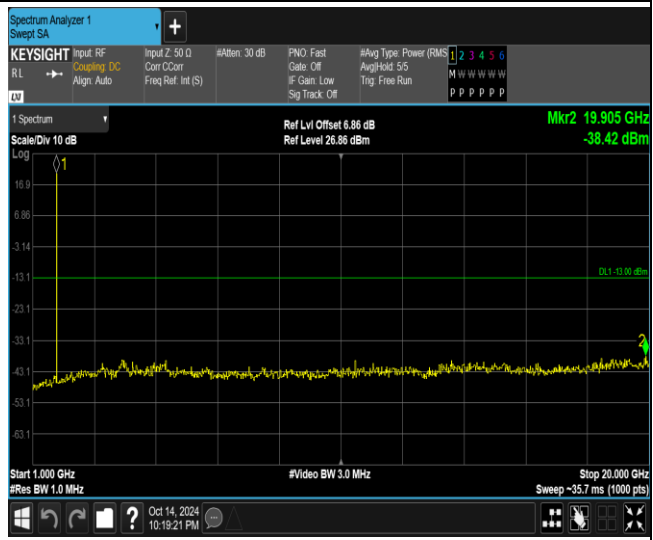 Spectrum Analyzer 1
Swept SA
KEYSIGHT Input: RF Input Z: 50 Ω #Atten: 30 dB PNO: Fast #Avg Type: Power (RMS 1 2 3 4 5 6
RL Coupling: DC Corr CCorr Gate: Off Avg|Hold: 5/5 M W W W W W
Align: Auto Freq Ref: Int (S) IF Gain: Low Trig: Free Run
LXI Sig Track: Off P P P P P P
1 Spectrum Ref Lvl Offset 6.86 dB Mkr2 19.905 GHz
Scale/Div 10 dB Ref Level 26.86 dBm -38.42 dBm
Log
1
16.9
6.86
-3.14
-13.1 DL1 -13.00 dBm
-23.1
-33.1
2
-43.1
-53.1
-63.1
Start 1.000 GHz #Video BW 3.0 MHz Stop 20.000 GHz
#Res BW 1.0 MHz Sweep ~35.7 ms (1000 pts)
? Oct 14, 2024
10:19:21 PM